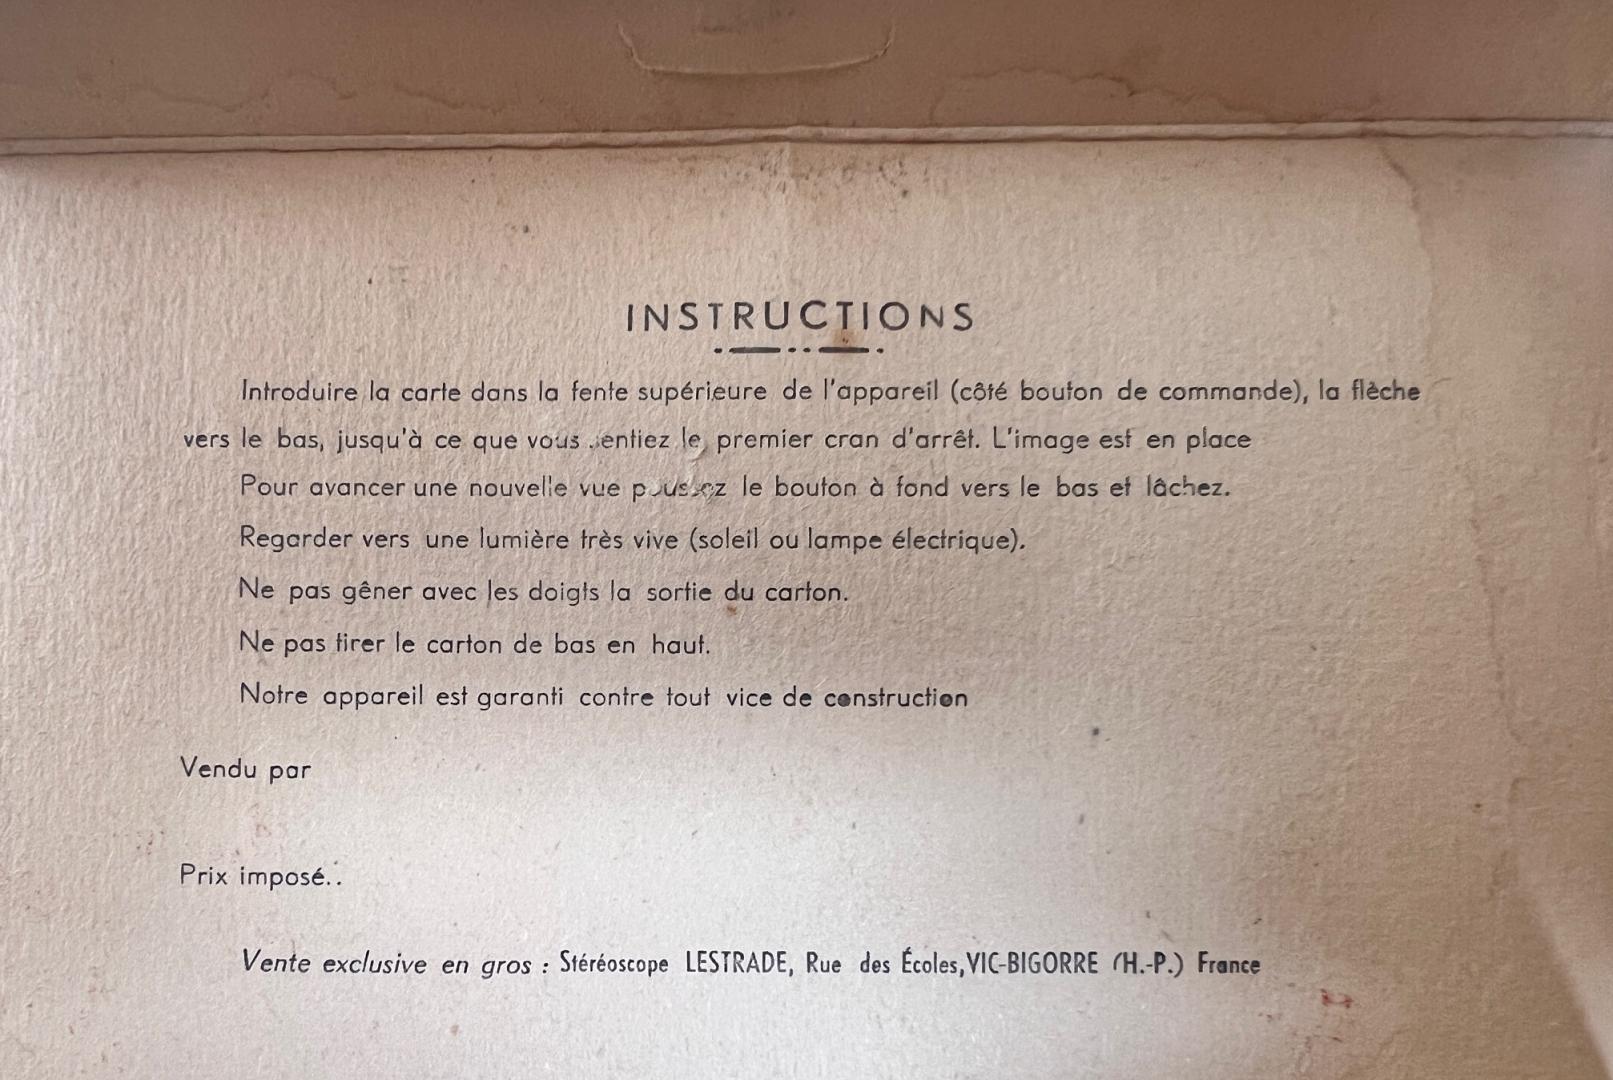 INSTRUCTIONS
Introduire la carte dans la fente supérieure de l'appareil (côté bouton de commande), la flèche
vers le bas, jusqu'à ce que vous sentiez le premier cran d'arrêt. L'image est en place
Pour avancer une nouvelle vue poussez le bouton à fond vers le bas et lâchez.
Regarder vers une lumière très vive (soleil ou lampe électrique).
Ne pas gêner avec les doigts la sortie du carton.
Ne pas tirer le carton de bas en haut.
Notre appareil est garanti contre tout vice de construction
Vendu par
Prix imposé..
Vente exclusive en gros : Stéréoscope LESTRADE, Rue des Écoles, VIC-BIGORRE (H.-P.) France